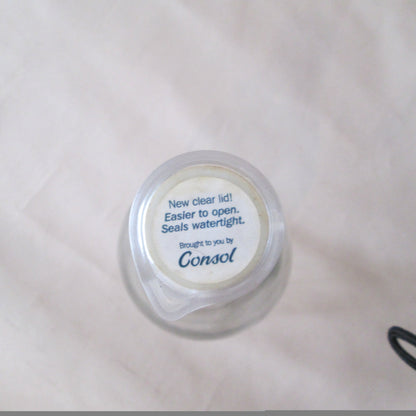 New clear lid!
Easier to open.
Seals watertight.
Brought to you by
Consol